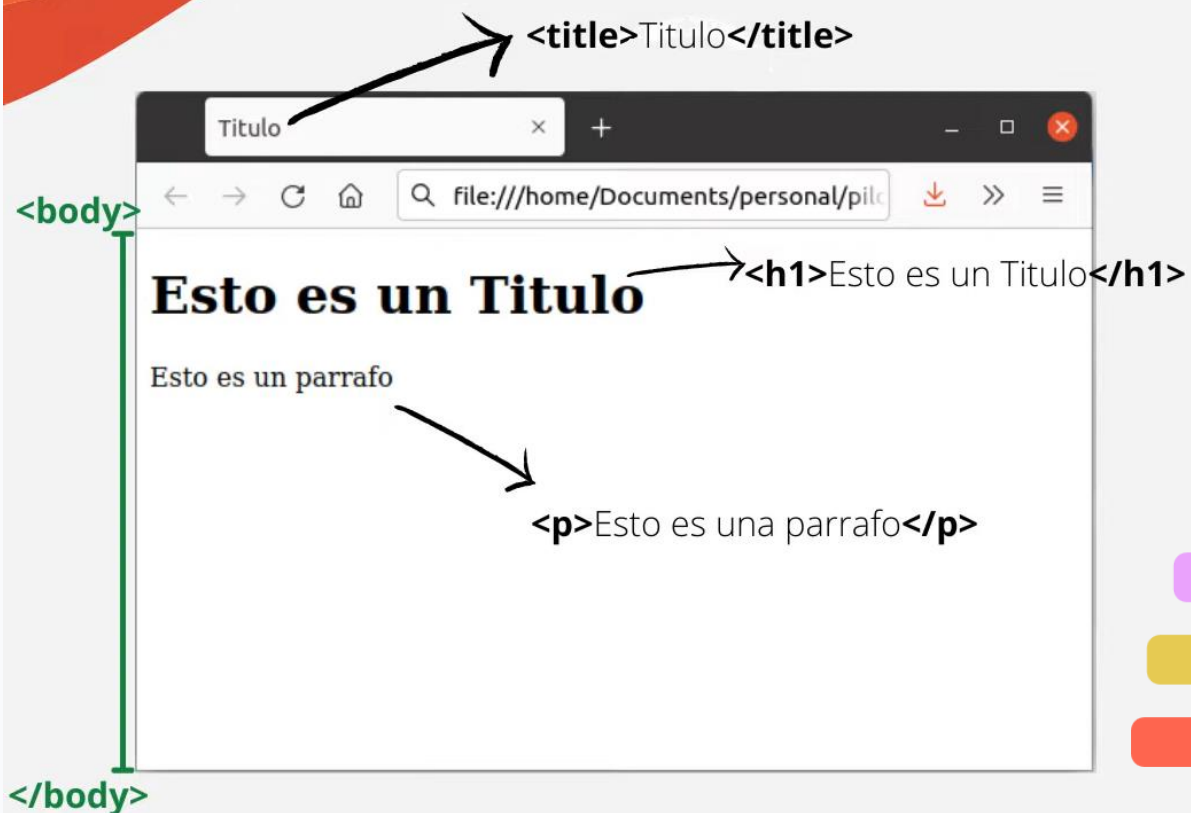 <title>Titulo</title>
Titulo
file:///home/Documents/personal/pil
<body>
Esto es un Titulo
<h1>Esto es un Titulo</h1>
Esto es un parrafo
<p>Esto es una parrafo</p>
</body>